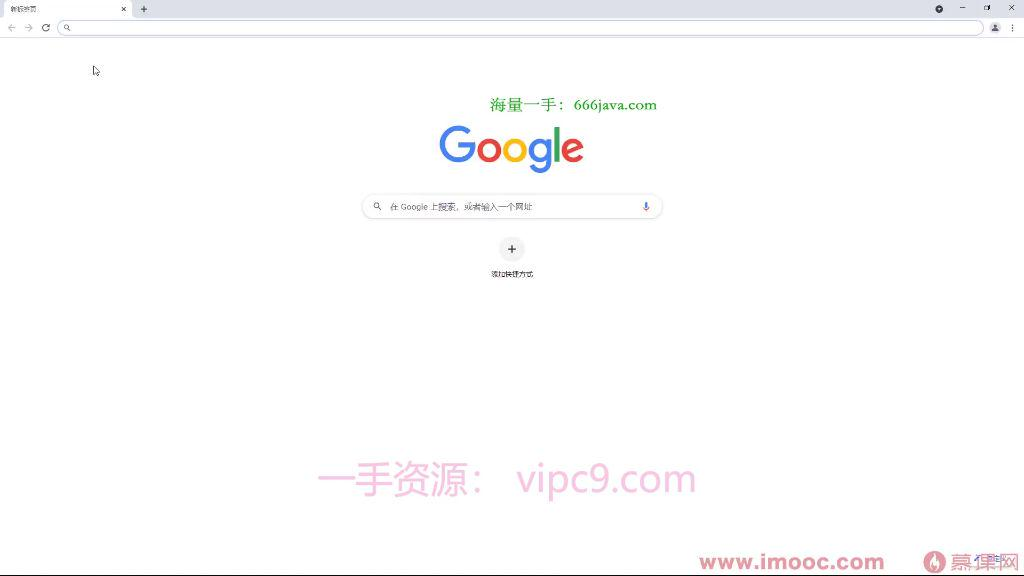 新标签页
海量一手：666java.com
Google
在 Google 上搜索，或者输入一个网址
添加快捷方式
一手资源： vipc9.com
www.imooc.com 慕课网